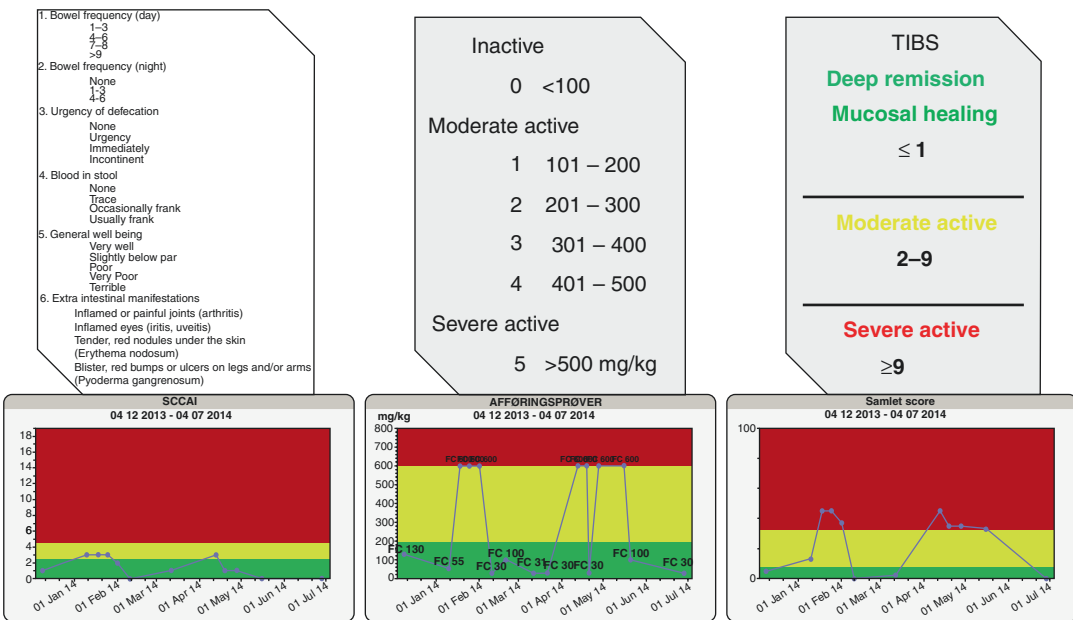 1. Bowel frequency (day)
1–3
4–6
7–8
>9
2. Bowel frequency (night)
None
1-3
4-6
3. Urgency of defecation
None
Urgency
Immediately
Incontinent
4. Blood in stool
None
Trace
Occasionally frank
Usually frank
5. General well being
Very well
Slightly below par
Poor
Very Poor
Terrible
6. Extra intestinal manifestations
Inflamed or painful joints (arthritis)
Inflamed eyes (iritis, uveitis)
Tender, red nodules under the skin
(Erythema nodosum)
Blister, red bumps or ulcers on legs and/or arms
(Pyoderma gangrenosum)
Inactive
0 <100
Moderate active
1 101 – 200
2 201 – 300
3 301 – 400
4 401 – 500
Severe active
5 >500 mg/kg
TIBS
Deep remission
Mucosal healing
≤ 1
Moderate active
2–9
Severe active
≥9
SCCAI
04 12 2013 - 04 07 2014
18
16
14
12
10
8
6
4
2
0
01 Jan 14
01 Feb 14
01 Mar 14
01 Apr 14
01 May 14
01 Jun 14
01 Jul 14
AFFØRINGSPRØVER
mg/kg 04 12 2013 - 04 07 2014
800
700
600
500
400
300
200
100
0
FC 600
FC 600
FC 130
FC 55
FC 30
FC 100
FC 31
FC 30
FC 30
FC 100
FC 30
01 Jan 14
01 Feb 14
01 Mar 14
01 Apr 14
01 May 14
01 Jun 14
01 Jul 14
Samlet score
04 12 2013 - 04 07 2014
100
0
01 Jan 14
01 Feb 14
01 Mar 14
01 Apr 14
01 May 14
01 Jun 14
01 Jul 14